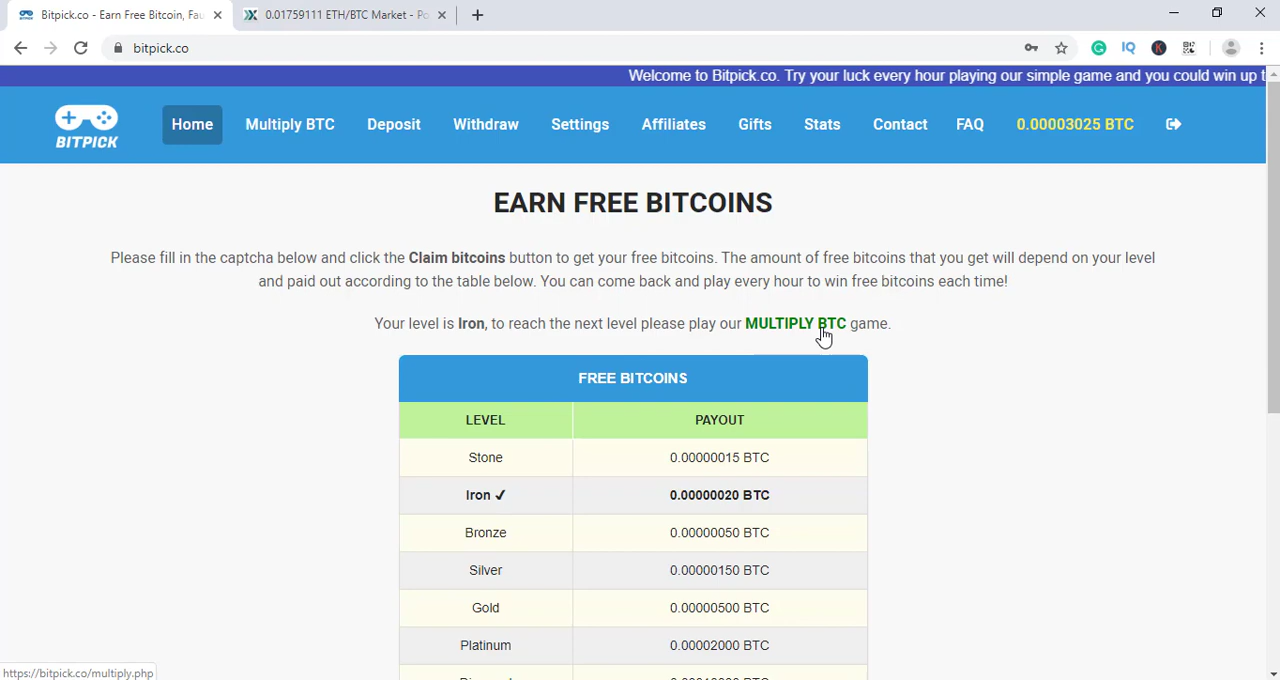 Bitpick.co - Earn Free Bitcoin, Fau
0.01759111 ETH/BTC Market - Po
bitpick.co
IQ
K
Welcome to Bitpick.co. Try your luck every hour playing our simple game and you could win up t
BITPICK
Home
Multiply BTC
Deposit
Withdraw
Settings
Affiliates
Gifts
Stats
Contact
FAQ
0.00003025 BTC
EARN FREE BITCOINS
Please fill in the captcha below and click the Claim bitcoins button to get your free bitcoins. The amount of free bitcoins that you get will depend on your level
and paid out according to the table below. You can come back and play every hour to win free bitcoins each time!
Your level is Iron, to reach the next level please play our MULTIPLY BTC game.
FREE BITCOINS
LEVEL PAYOUT
Stone 0.00000015 BTC
Iron ✓ 0.00000020 BTC
Bronze 0.00000050 BTC
Silver 0.00000150 BTC
Gold 0.00000500 BTC
Platinum 0.00002000 BTC
https://bitpick.co/multiply.php